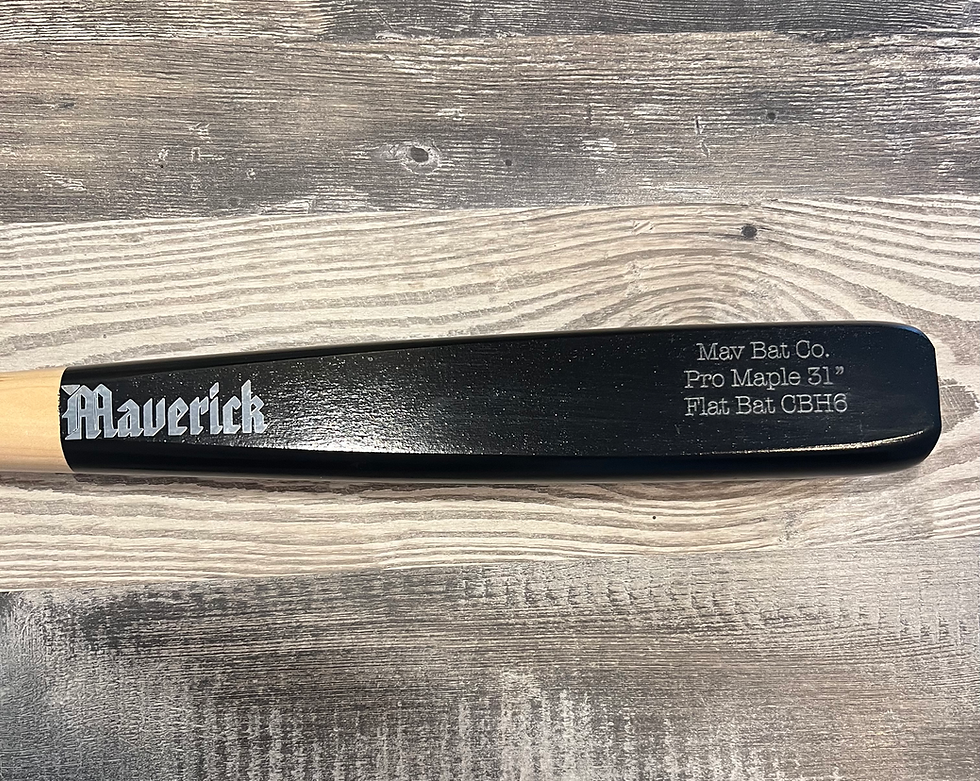 Maverick
Mav Bat Co.
Pro Maple 31”
Flat Bat CBH6